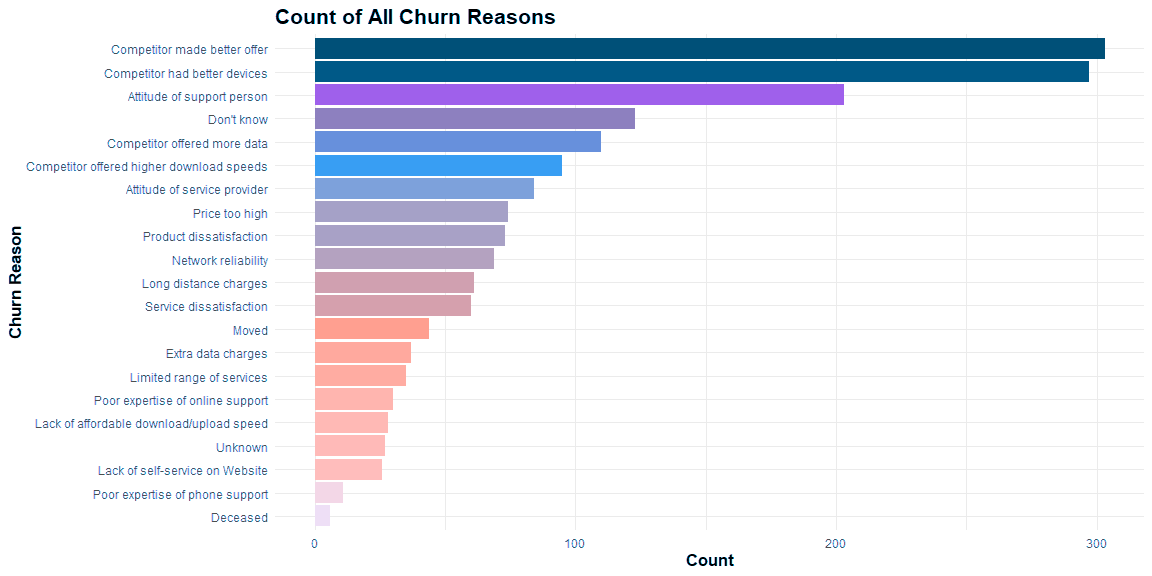 Count of All Churn Reasons
Churn Reason
Competitor made better offer
Competitor had better devices
Attitude of support person
Don't know
Competitor offered more data
Competitor offered higher download speeds
Attitude of service provider
Price too high
Product dissatisfaction
Network reliability
Long distance charges
Service dissatisfaction
Moved
Extra data charges
Limited range of services
Poor expertise of online support
Lack of affordable download/upload speed
Unknown
Lack of self-service on Website
Poor expertise of phone support
Deceased
0 100 200 300
Count